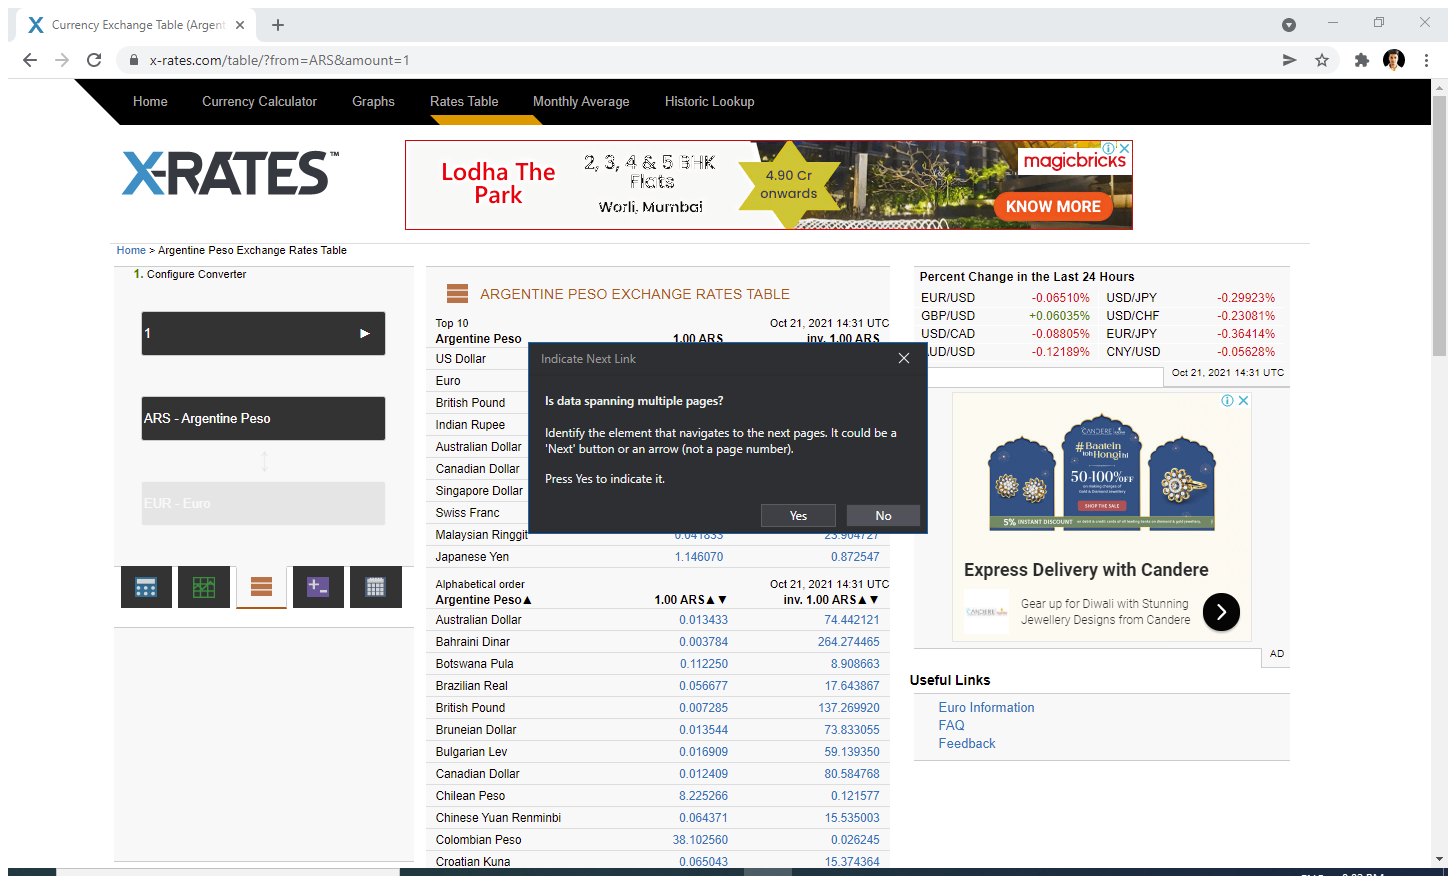 Currency Exchange Table (Argent
x-rates.com/table/?from=ARS&amount=1
Home Currency Calculator Graphs Rates Table Monthly Average Historic Lookup
X-RATES™
Lodha The Park
2, 3, 4 & 5 BHK
Flats
Worli, Mumbai
4.90 Cr
onwards
magicbricks
KNOW MORE
Home > Argentine Peso Exchange Rates Table
1. Configure Converter
1
ARS - Argentine Peso
EUR - Euro
ARGENTINE PESO EXCHANGE RATES TABLE
Top 10 Oct 21, 2021 14:31 UTC
Argentine Peso 1.00 ARS inv. 1.00 ARS
US Dollar
Euro
British Pound
Indian Rupee
Australian Dollar
Canadian Dollar
Singapore Dollar
Swiss Franc
Malaysian Ringgit 0.041833 23.904727
Japanese Yen 1.146070 0.872547
Indicate Next Link
Is data spanning multiple pages?
Identify the element that navigates to the next pages. It could be a
'Next' button or an arrow (not a page number).
Press Yes to indicate it.
Yes No
Alphabetical order Oct 21, 2021 14:31 UTC
Argentine Peso▲ 1.00 ARS▲▼ inv. 1.00 ARS▲▼
Australian Dollar 0.013433 74.442121
Bahraini Dinar 0.003784 264.274465
Botswana Pula 0.112250 8.908663
Brazilian Real 0.056677 17.643867
British Pound 0.007285 137.269920
Bruneian Dollar 0.013544 73.833055
Bulgarian Lev 0.016909 59.139350
Canadian Dollar 0.012409 80.584768
Chilean Peso 8.225266 0.121577
Chinese Yuan Renminbi 0.064371 15.535003
Colombian Peso 38.102560 0.026245
Croatian Kuna 0.065043 15.374364
Percent Change in the Last 24 Hours
EUR/USD -0.06510% USD/JPY -0.29923%
GBP/USD +0.06035% USD/CHF -0.23081%
USD/CAD -0.08805% EUR/JPY -0.36414%
UD/USD -0.12189% CNY/USD -0.05628%
Oct 21, 2021 14:31 UTC
CANDERE
#Baatein
toh Hongi hi
50-100% OFF
SHOP THE SALE
5% INSTANT DISCOUNT
Express Delivery with Candere
CANDERE
Gear up for Diwali with Stunning
Jewellery Designs from Candere
AD
Useful Links
Euro Information
FAQ
Feedback